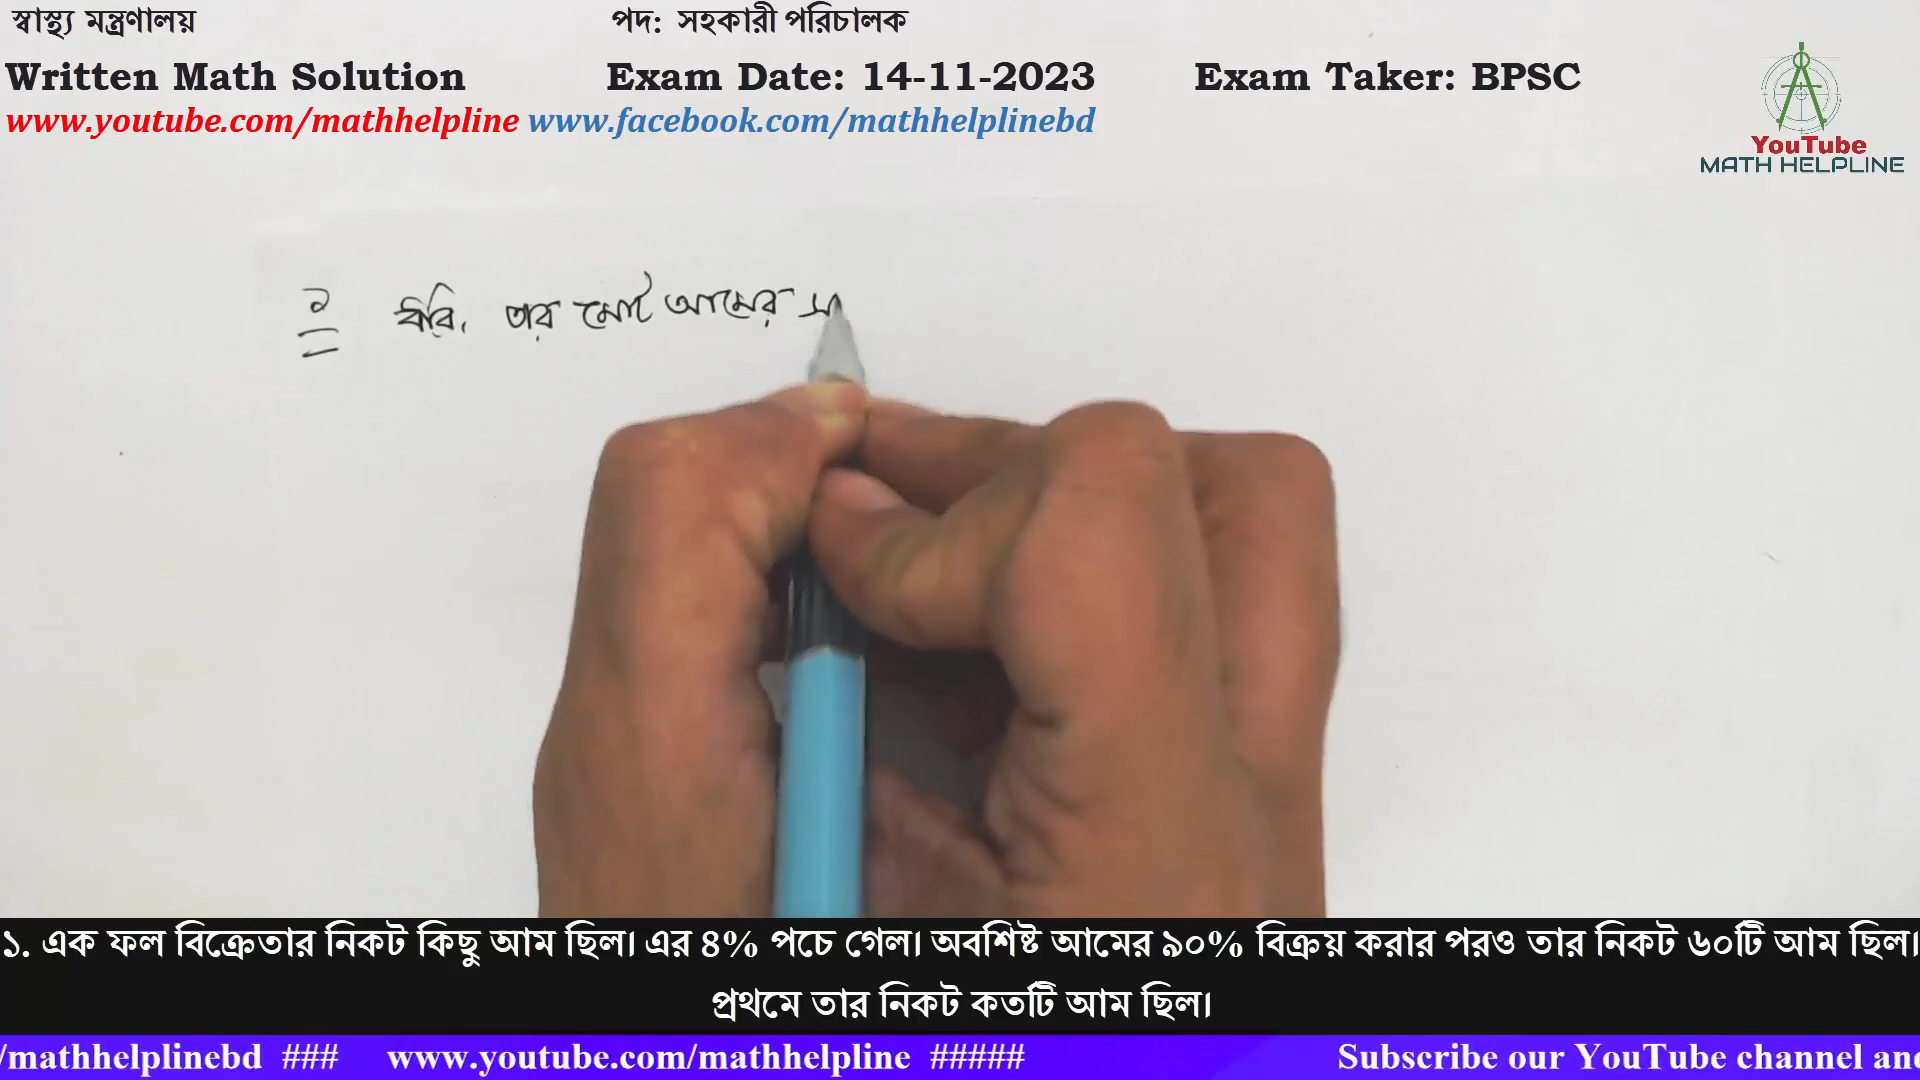 স্বাস্থ্য মন্ত্রণালয় পদ: সহকারী পরিচালক
Written Math Solution Exam Date: 14-11-2023 Exam Taker: BPSC
www.youtube.com/mathhelpline www.facebook.com/mathhelplinebd
YouTube
MATH HELPLINE
১ ধরি, তার মোট আমের
১. এক ফল বিক্রেতার নিকট কিছু আম ছিল। এর ৪% পচে গেল। অবশিষ্ট আমের ৯০% বিক্রয় করার পরও তার নিকট ৬০টি আম ছিল।
প্রথমে তার নিকট কতটি আম ছিল।
/mathhelplinebd ### www.youtube.com/mathhelpline ##### Subscribe our YouTube channel and